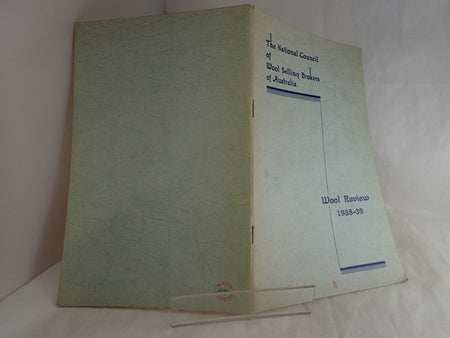 The National Council
of
Wool Selling Brokers
of Australia
Wool Review
1938-39